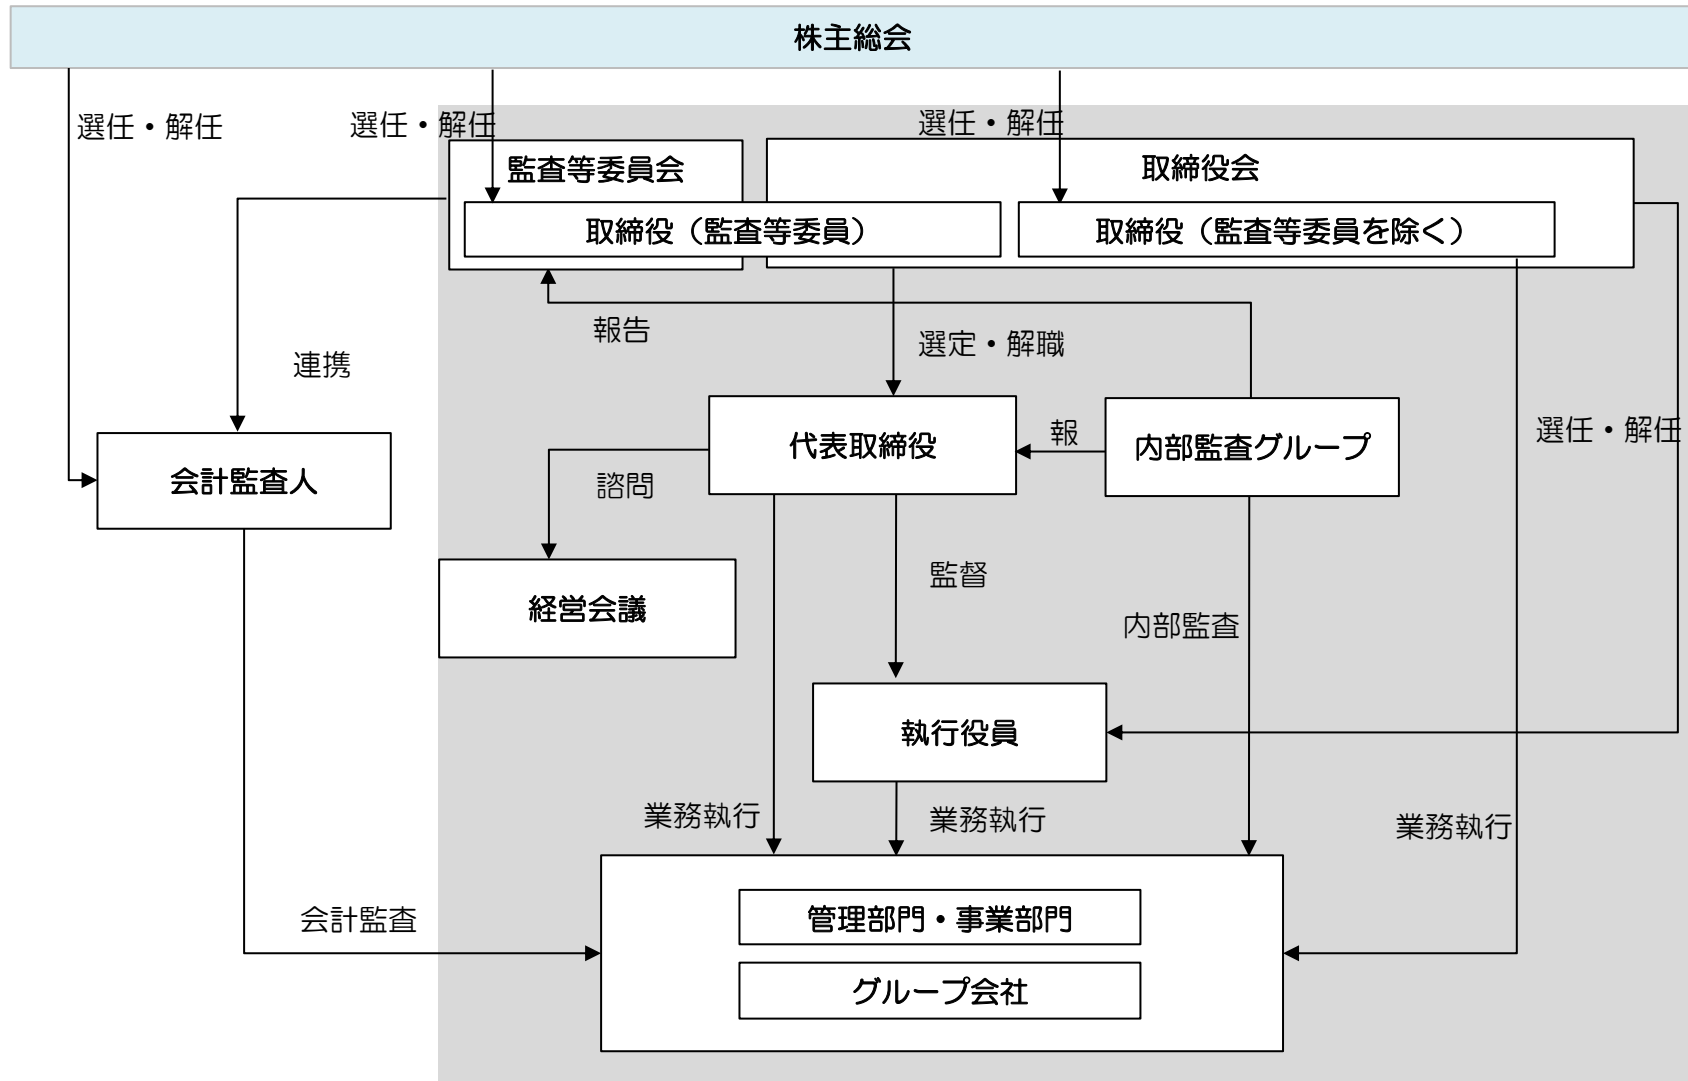 株主総会
選任・解任
選任・解任
選任・解任
監査等委員会
取締役会
取締役（監査等委員）
取締役（監査等委員を除く）
報告
選定・解職
連携
代表取締役
報
内部監査グループ
選任・解任
会計監査人
諮問
経営会議
監督
内部監査
執行役員
業務執行
業務執行
業務執行
会計監査
管理部門・事業部門
グループ会社